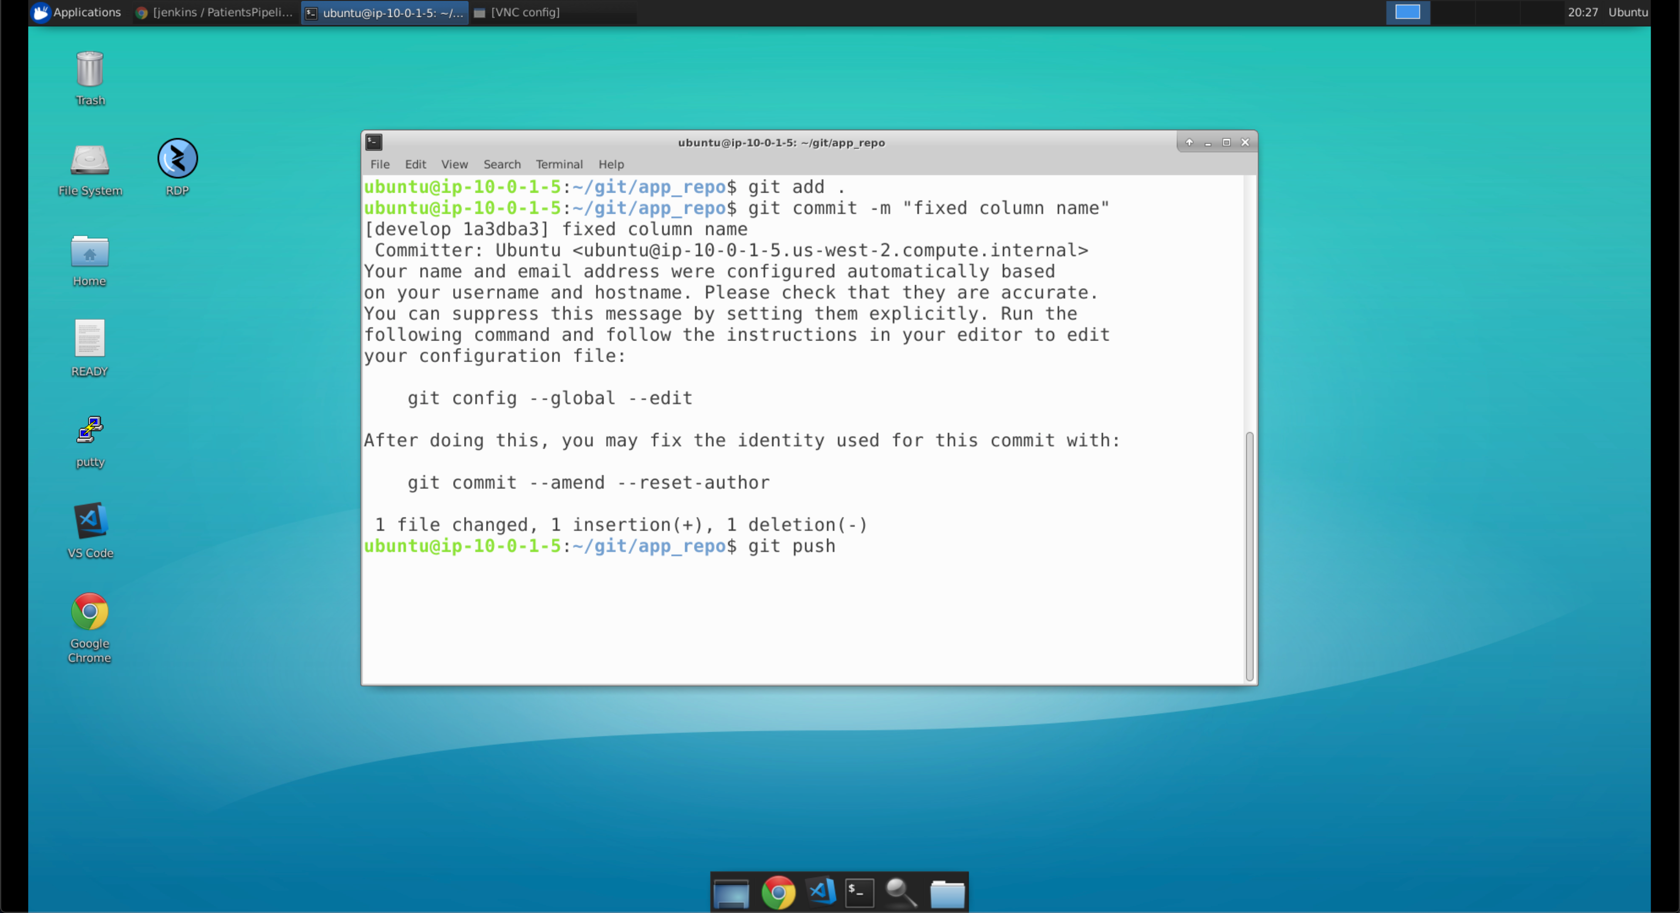 Applications [jenkins / PatientsPipeli... ubuntu@ip-10-0-1-5: ~/... [VNC config] 20:27 Ubuntu
Trash
File System
RDP
Home
READY
putty
VS Code
Google
Chrome
ubuntu@ip-10-0-1-5: ~/git/app_repo
File Edit View Search Terminal Help
ubuntu@ip-10-0-1-5:~/git/app_repo$ git add .
ubuntu@ip-10-0-1-5:~/git/app_repo$ git commit -m "fixed column name"
[develop 1a3dba3] fixed column name
 Committer: Ubuntu <ubuntu@ip-10-0-1-5.us-west-2.compute.internal>
Your name and email address were configured automatically based
on your username and hostname. Please check that they are accurate.
You can suppress this message by setting them explicitly. Run the
following command and follow the instructions in your editor to edit
your configuration file:
    git config --global --edit
After doing this, you may fix the identity used for this commit with:
    git commit --amend --reset-author
 1 file changed, 1 insertion(+), 1 deletion(-)
ubuntu@ip-10-0-1-5:~/git/app_repo$ git push